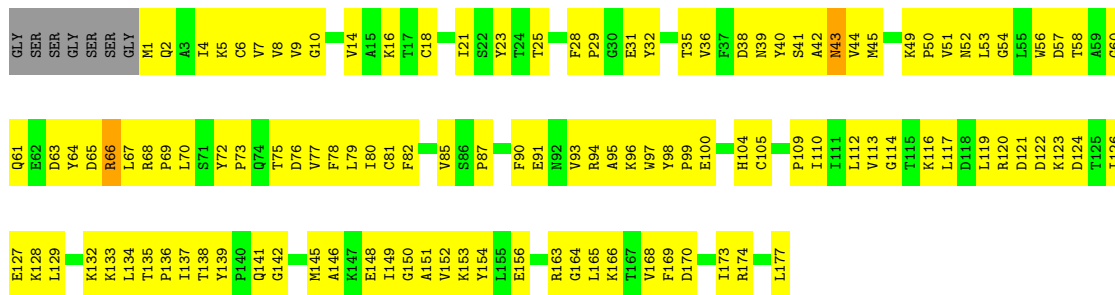 GLY SER SER GLY SER SER GLY M1 Q2 A3 I4 K5 C6 V7 V8 V9 G10 V14 A15 K16 T17 C18 I21 S22 Y23 T24 T25 F28 P29 G30 E31 Y32 T35 V36 F37 D38 N39 Y40 S41 A42 N43 V44 M45 K49 P50 V51 N52 L53 G54 L55 W56 D57 T58 A59 G60
Q61 E62 D63 Y64 D65 R66 L67 R68 P69 L70 S71 Y72 P73 Q74 T75 D76 V77 F78 L79 I80 C81 F82 V85 S86 P87 F90 E91 N92 V93 R94 A95 K96 W97 Y98 P99 E100 H104 C105 P109 I110 I111 L112 V113 G114 T115 K116 L117 D118 L119 R120 D121 D122 K123 D124 T125 I126
E127 K128 L129 K132 K133 L134 T135 P136 I137 T138 Y139 P140 Q141 G142 M145 A146 K147 E148 I149 G150 A151 V152 K153 Y154 L155 E156 R163 G164 L165 K166 T167 V168 F169 D170 I173 R174 L177